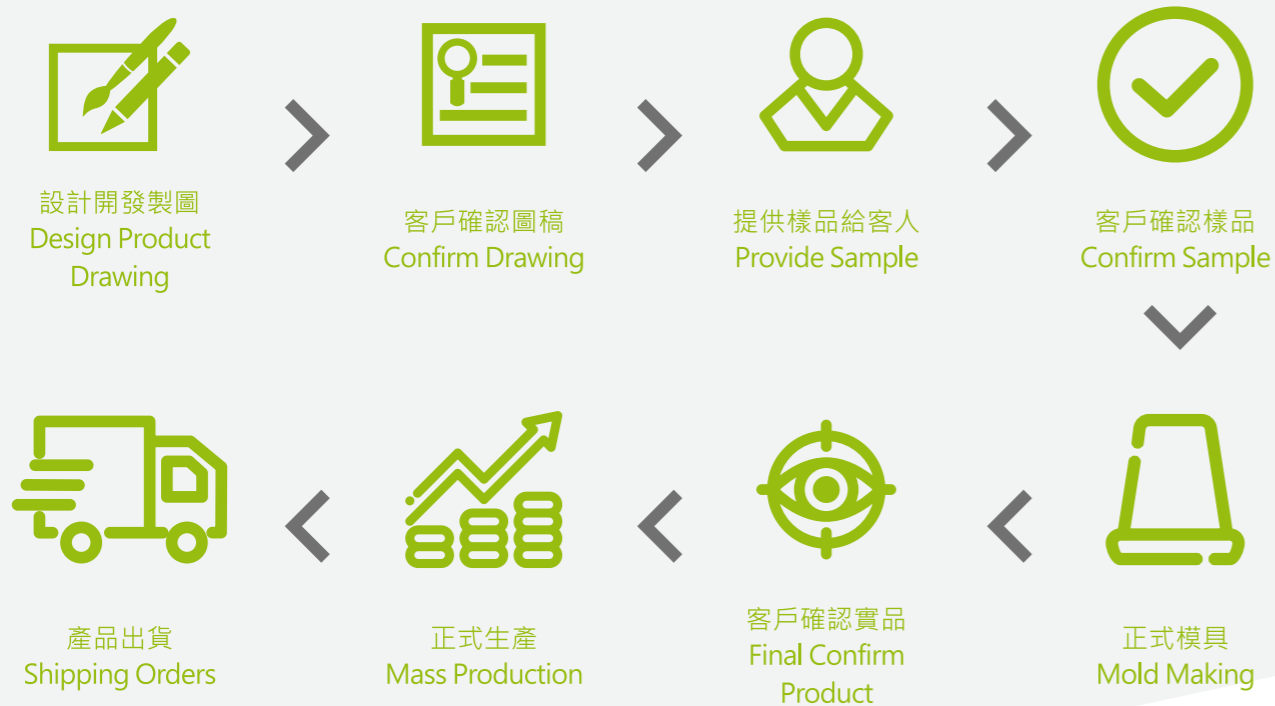 設計開發製圖
Design Product
Drawing
客戶確認圖稿
Confirm Drawing
提供樣品給客人
Provide Sample
客戶確認樣品
Confirm Sample
正式模具
Mold Making
客戶確認實品
Final Confirm
Product
正式生產
Mass Production
產品出貨
Shipping Orders